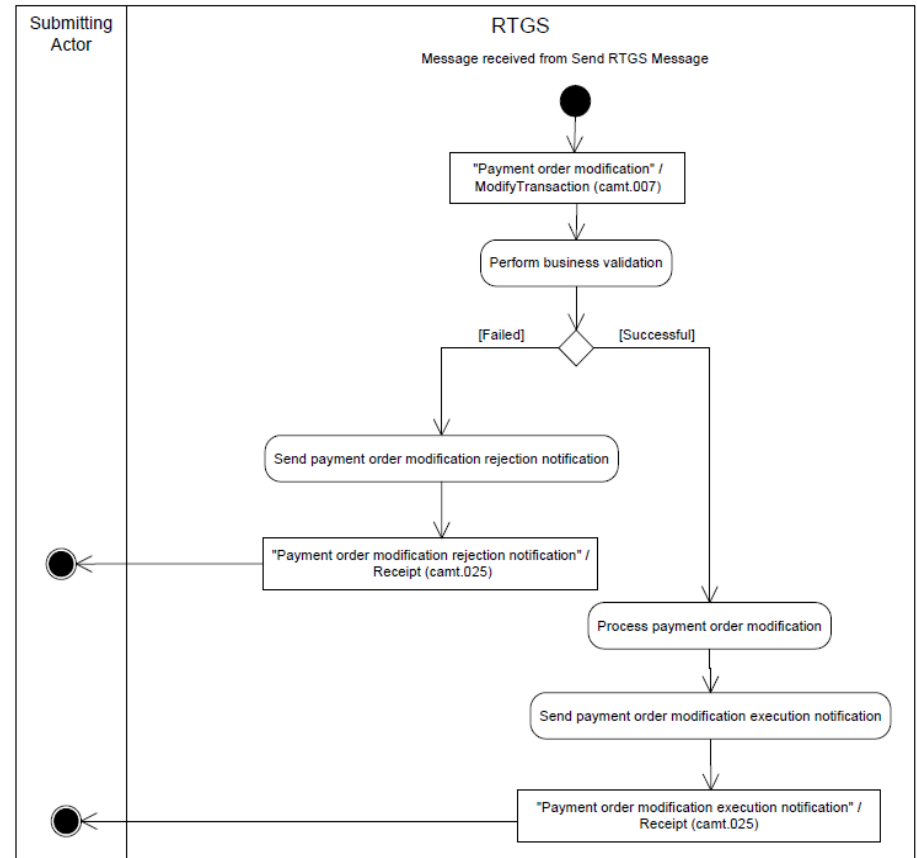 Submitting
Actor
RTGS
Message received from Send RTGS Message
"Payment order modification" /
ModifyTransaction (camt.007)
Perform business validation
[Failed]
[Successful]
Send payment order modification rejection notification
"Payment order modification rejection notification" /
Receipt (camt.025)
Process payment order modification
Send payment order modification execution notification
"Payment order modification execution notification" /
Receipt (camt.025)